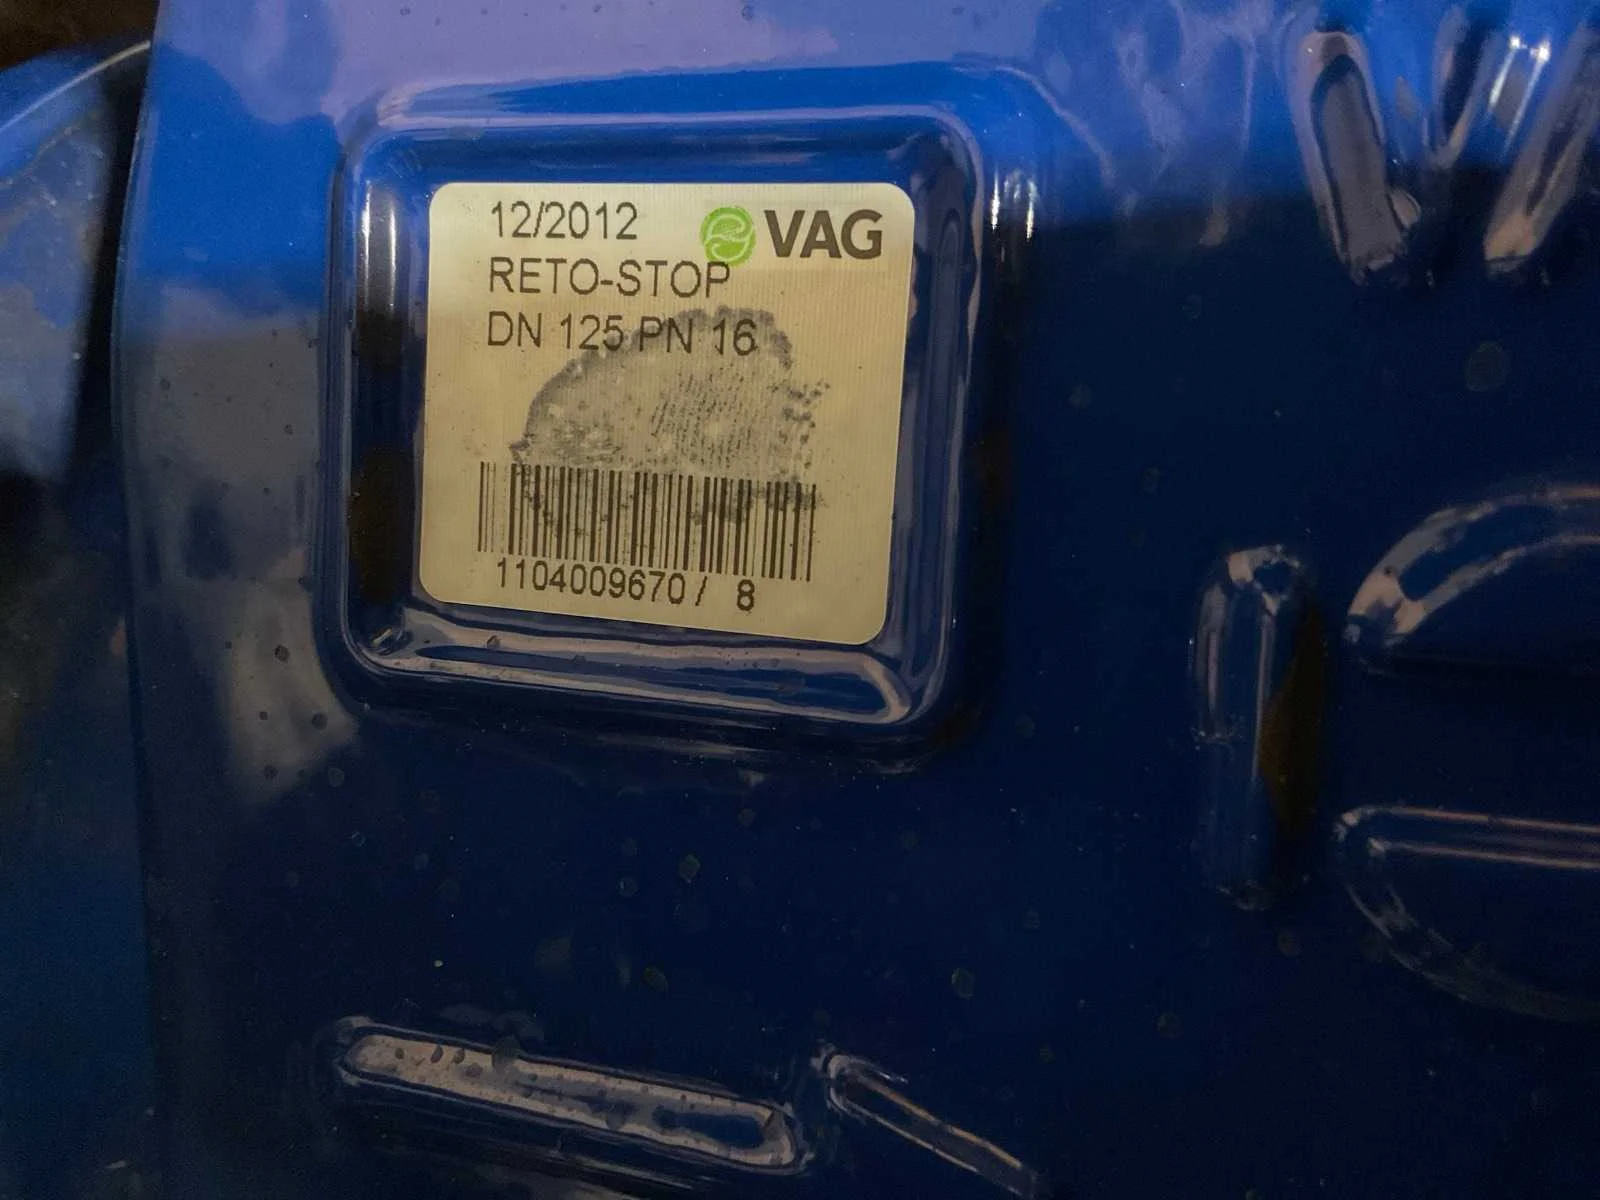 12/2012 VAG
RETO-STOP
DN 125 PN 16
1104009670 / 8